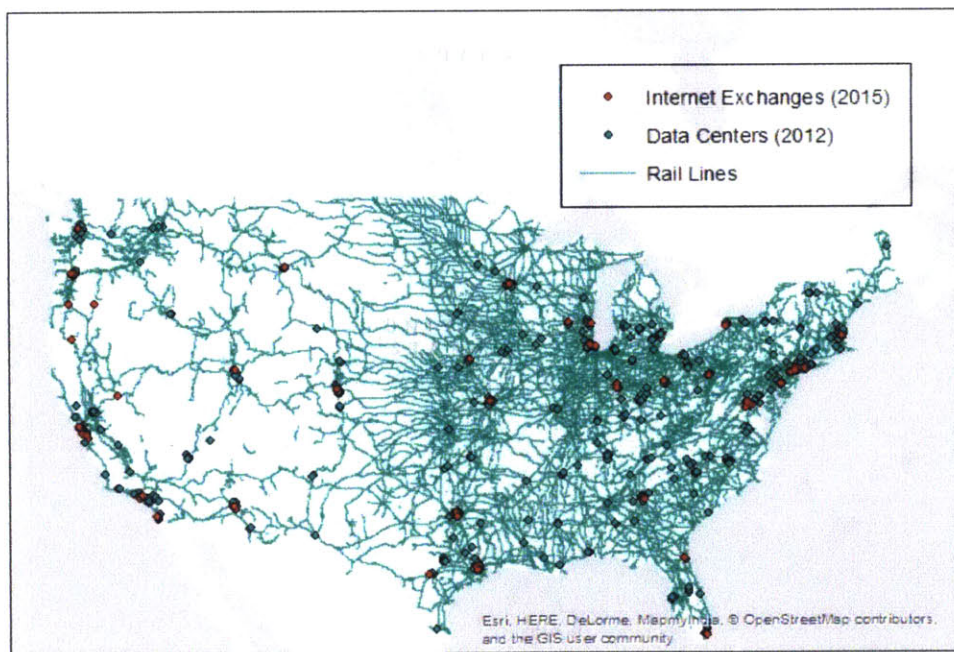 Internet Exchanges (2015)
Data Centers (2012)
Rail Lines
Esri, HERE, DeLorme, MapmyIndia, © OpenStreetMap contributors,
and the GIS user community